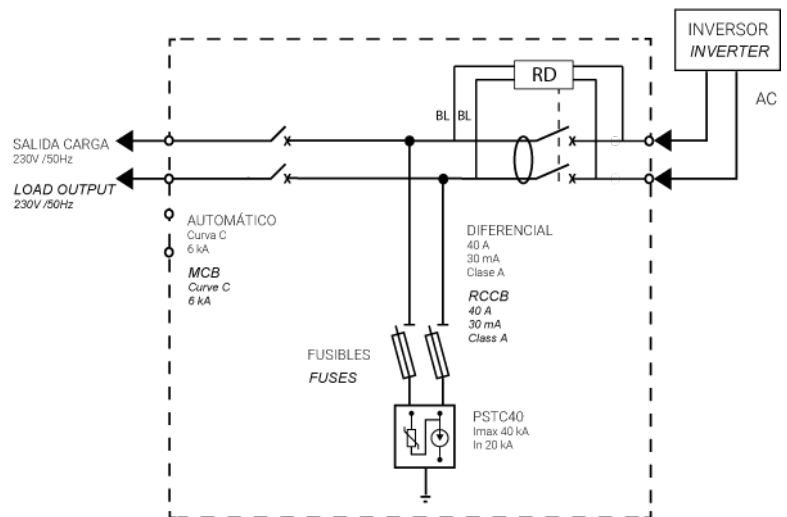 INVERSOR
INVERTER
AC
RD
BL BL
SALIDA CARGA
230V /50Hz
LOAD OUTPUT
230V /50Hz
AUTOMÁTICO
Curva C
6 kA
MCB
Curve C
6 kA
DIFERENCIAL
40 A
30 mA
Clase A
RCCB
40 A
30 mA
Class A
FUSIBLES
FUSES
PSTC40
Imax 40 kA
In 20 kA